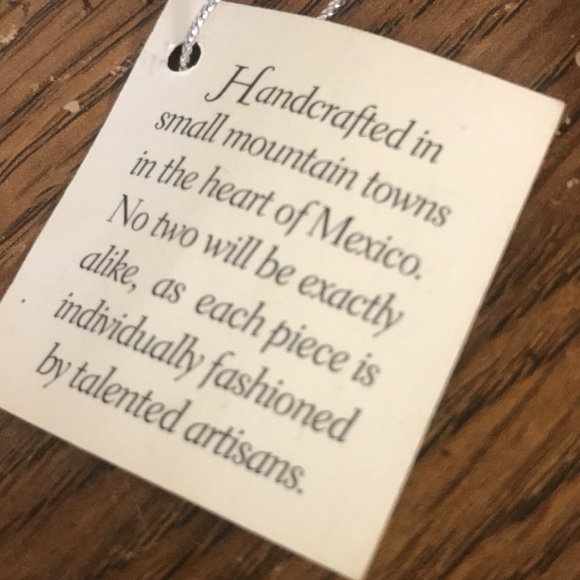 Handcrafted in
small mountain towns
in the heart of Mexico.
No two will be exactly
alike, as each piece is
individually fashioned
by talented artisans.